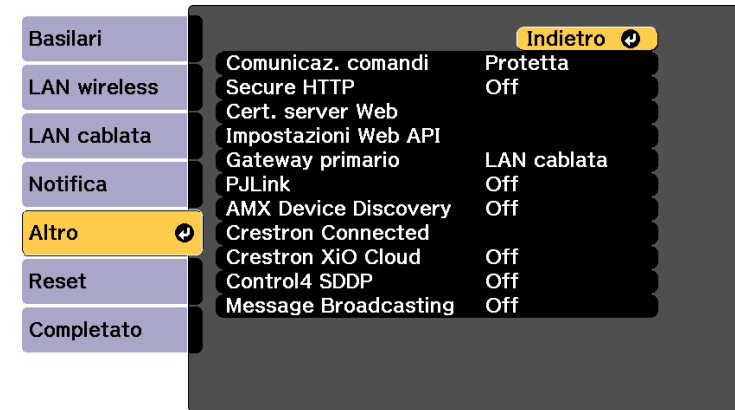 Basilari
LAN wireless
LAN cablata
Notifica
Altro
Reset
Completato
Indietro
Comunicaz. comandi Protetta
Secure HTTP Off
Cert. server Web
Impostazioni Web API
Gateway primario LAN cablata
PJLink Off
AMX Device Discovery Off
Crestron Connected
Crestron XiO Cloud Off
Control4 SDDP Off
Message Broadcasting Off